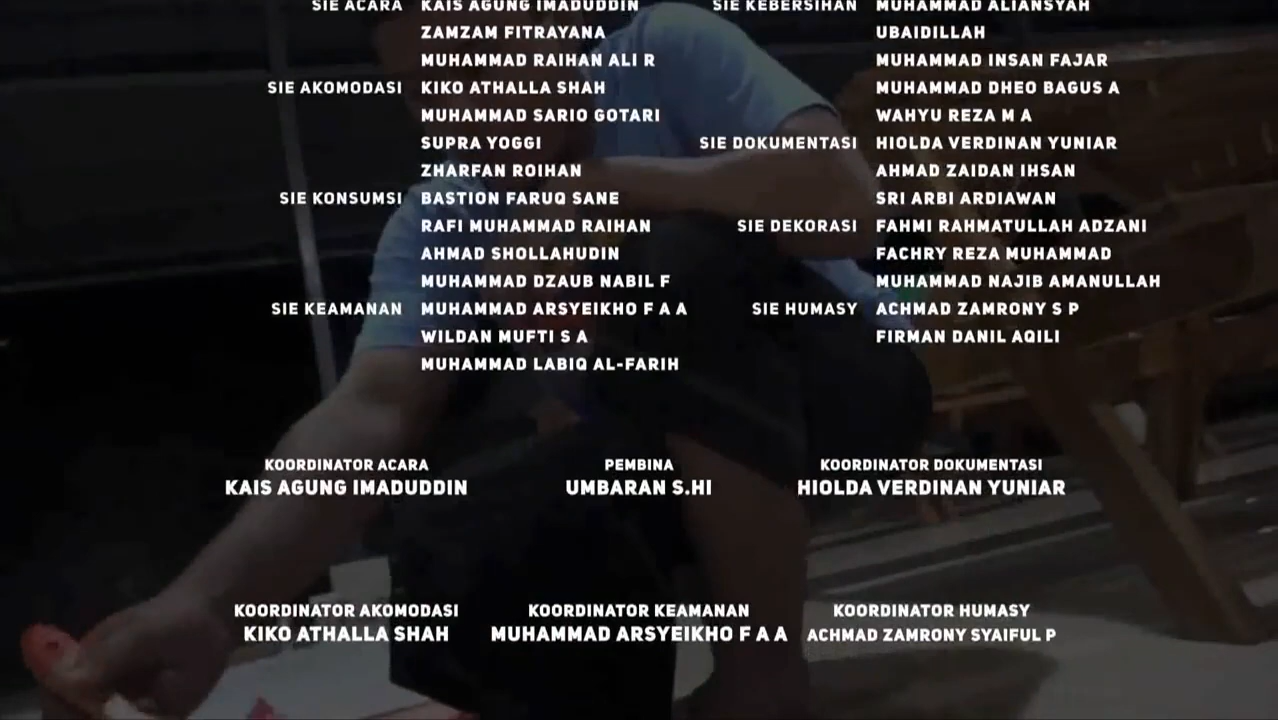 SIE ACARA KAIS AGUNG IMADUDDIN
ZAMZAM FITRAYANA
MUHAMMAD RAIHAN ALI R
SIE AKOMODASI KIKO ATHALLA SHAH
MUHAMMAD SARIO GOTARI
SUPRA YOGGI
ZHARFAN ROIHAN
SIE KONSUMSI BASTION FARUQ SANE
RAFI MUHAMMAD RAIHAN
AHMAD SHOLLAHUDIN
MUHAMMAD DZAUB NABIL F
SIE KEAMANAN MUHAMMAD ARSYEIKHO F A A
WILDAN MUFTI S A
MUHAMMAD LABIQ AL-FARIH
SIE KEBERSIHAN MUHAMMAD ALIANSYAH
UBAIDILLAH
MUHAMMAD INSAN FAJAR
MUHAMMAD DHEO BAGUS A
WAHYU REZA M A
SIE DOKUMENTASI HIOLDA VERDINAN YUNIAR
AHMAD ZAIDAN IHSAN
SRI ARBI ARDIAWAN
SIE DEKORASI FAHMI RAHMATULLAH ADZANI
FACHRY REZA MUHAMMAD
MUHAMMAD NAJIB AMANULLAH
SIE HUMASY ACHMAD ZAMRONY S P
FIRMAN DANIL AQILI
KOORDINATOR ACARA
KAIS AGUNG IMADUDDIN
PEMBINA
UMBARAN S.HI
KOORDINATOR DOKUMENTASI
HIOLDA VERDINAN YUNIAR
KOORDINATOR AKOMODASI
KIKO ATHALLA SHAH
KOORDINATOR KEAMANAN
MUHAMMAD ARSYEIKHO F A A
KOORDINATOR HUMASY
ACHMAD ZAMRONY SYAIFUL P